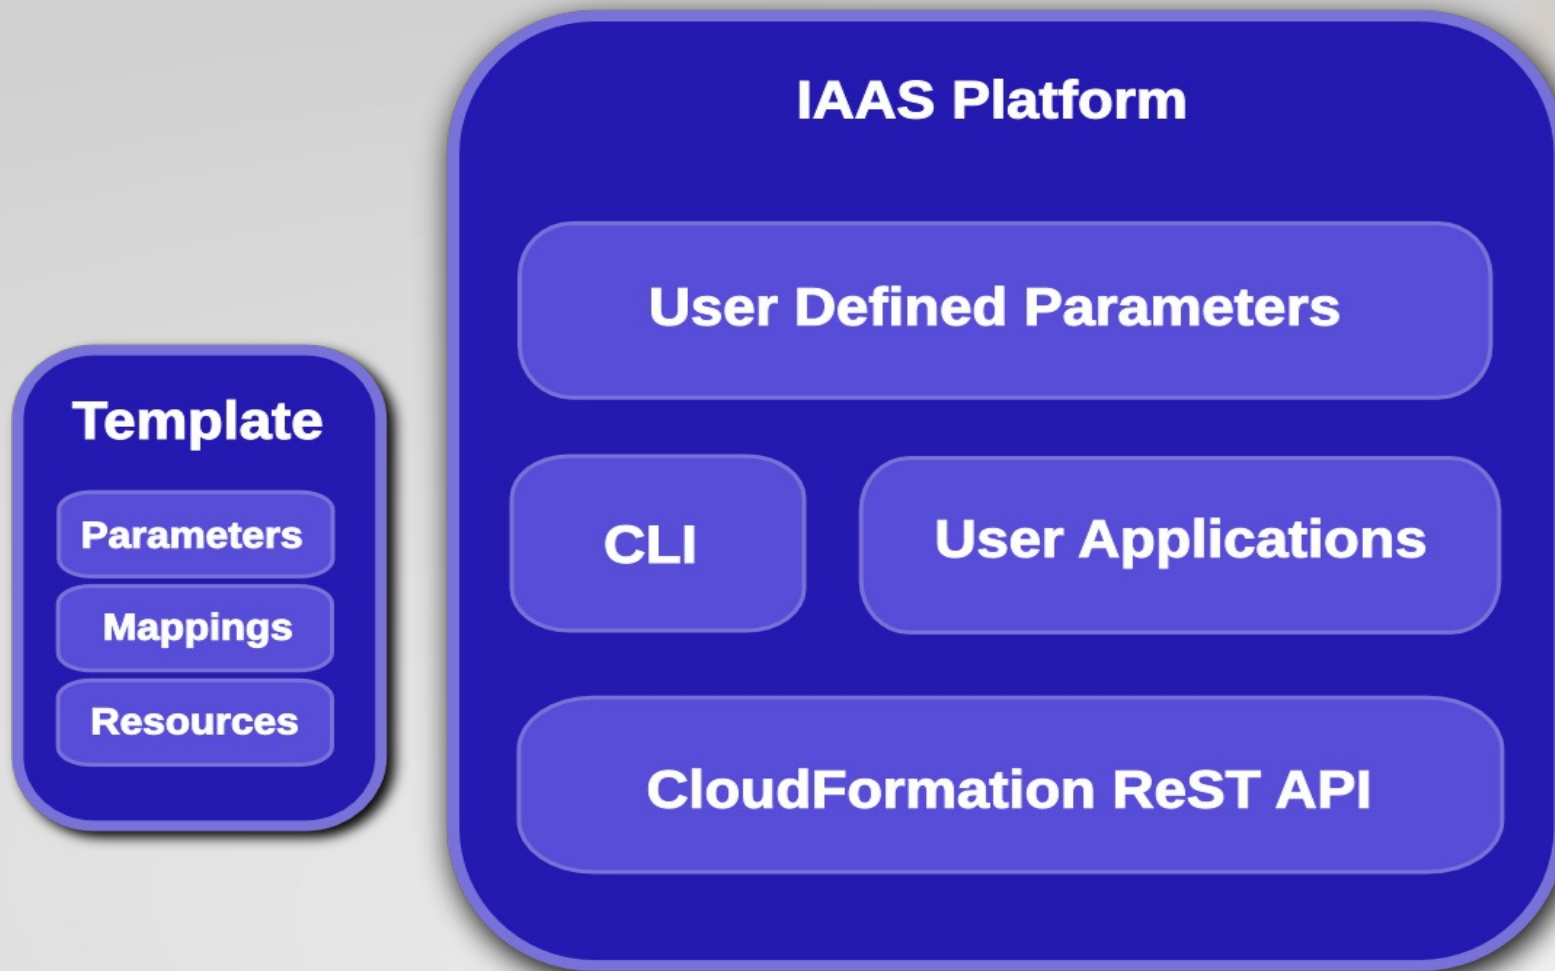 Template
Parameters
Mappings
Resources
IAAS Platform
User Defined Parameters
CLI
User Applications
CloudFormation ReST API